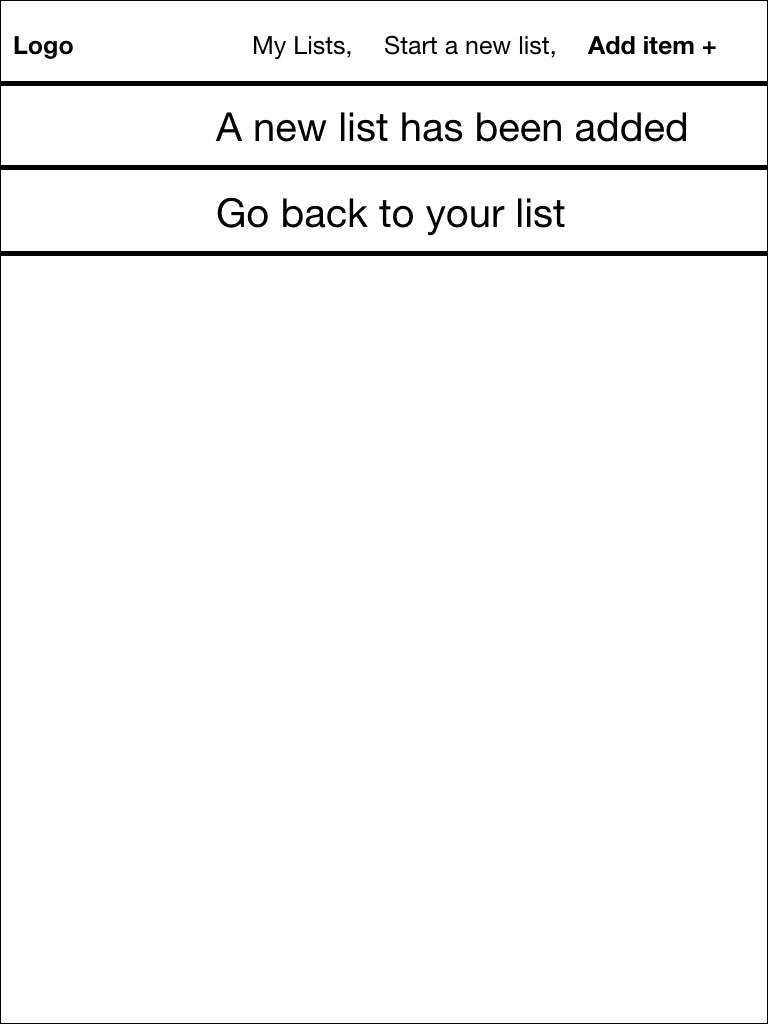 Logo My Lists, Start a new list, Add item +
A new list has been added
Go back to your list